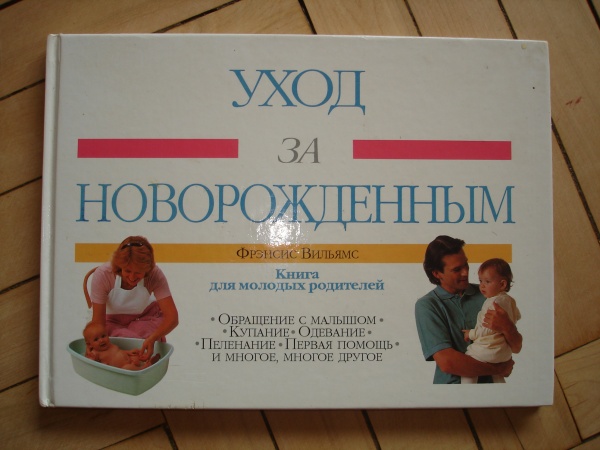 УХОД
ЗА
НОВОРОЖДЕННЫМ
ФРЭНСИС ВИЛЬЯМС
Книга
для молодых родителей
• ОБРАЩЕНИЕ С МАЛЫШОМ •
• КУПАНИЕ • ОДЕВАНИЕ •
• ПЕЛЕНАНИЕ • ПЕРВАЯ ПОМОЩЬ •
И МНОГОЕ, МНОГОЕ ДРУГОЕ